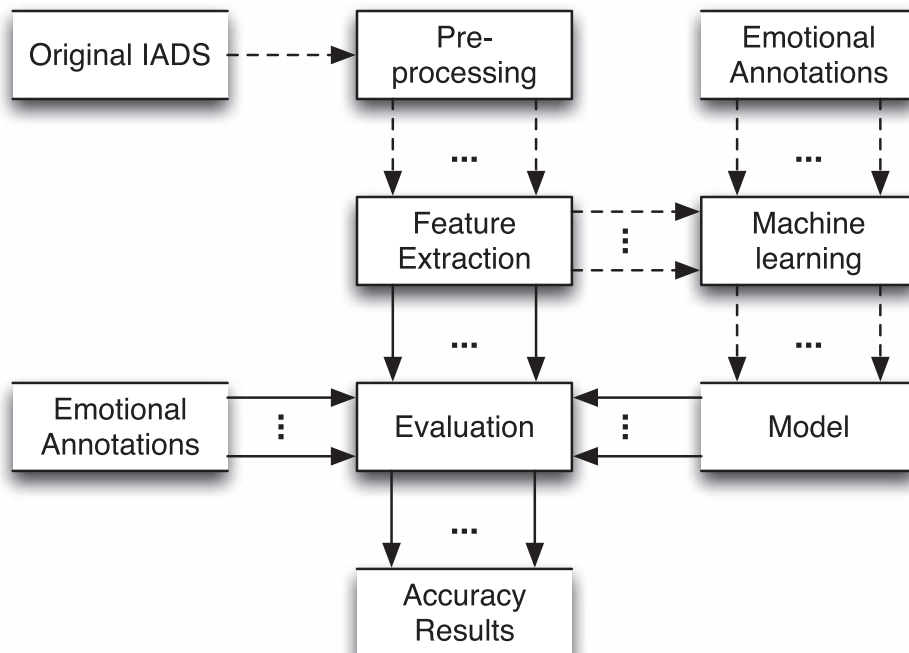 Original IADS
Pre-
processing
Emotional
Annotations
...
...
Feature
Extraction
...
Machine
learning
...
...
Emotional
Annotations
...
Evaluation
...
Model
...
Accuracy
Results